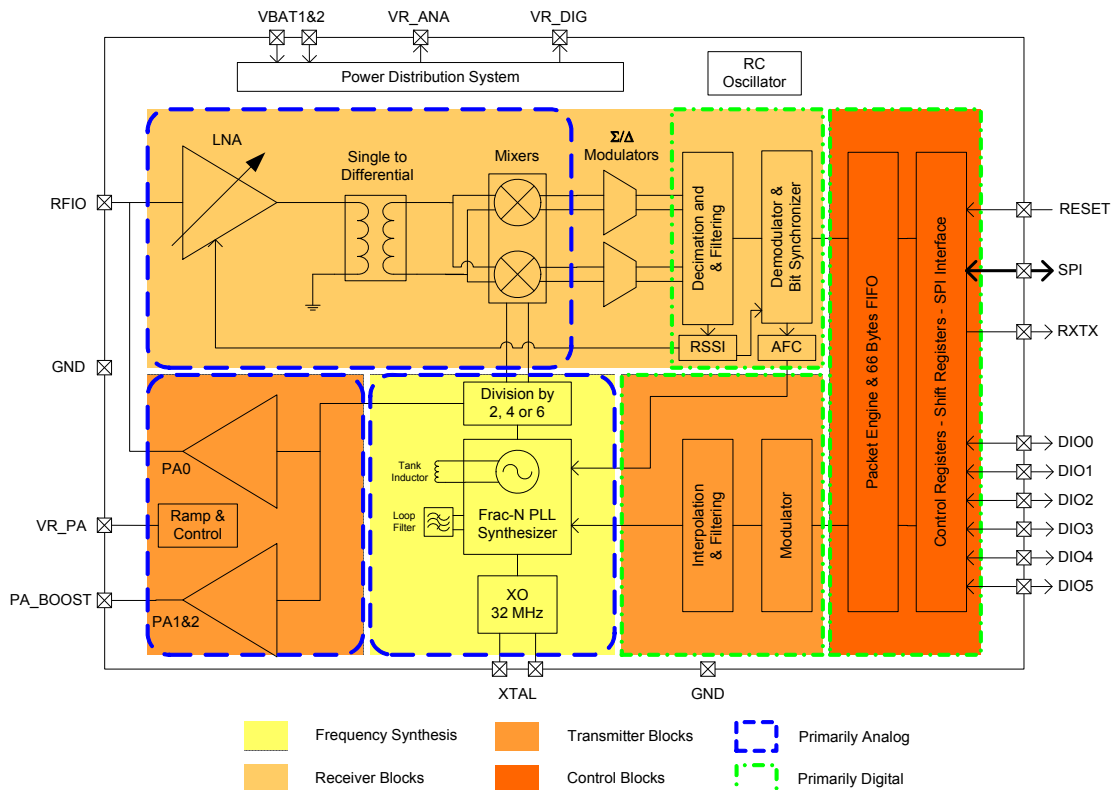 VBAT1&2
VR_ANA
VR_DIG
Power Distribution System
RC
Oscillator
LNA
Single to
Differential
Mixers
Σ/Δ
Modulators
Decimation and
& Filtering
Demodulator &
Bit Synchronizer
RSSI
AFC
Packet Engine & 66 Bytes FIFO
Control Registers - Shift Registers - SPI Interface
RFIO
GND
RESET
SPI
RXTX
Division by
2, 4 or 6
Tank
Inductor
Loop
Filter
Frac-N PLL
Synthesizer
XO
32 MHz
PA0
Ramp &
Control
PA1&2
VR_PA
PA_BOOST
Interpolation
& Filtering
Modulator
DIO0
DIO1
DIO2
DIO3
DIO4
DIO5
XTAL
GND
Frequency Synthesis
Transmitter Blocks
Primarily Analog
Receiver Blocks
Control Blocks
Primarily Digital